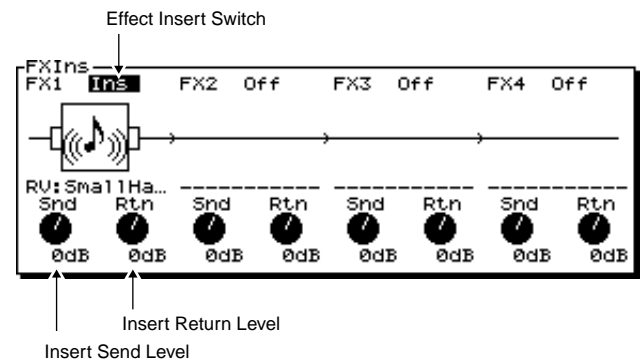 Effect Insert Switch
FXIns
FX1 Ins FX2 Off FX3 Off FX4 Off
RV:SmallHa...
Snd Rtn Snd Rtn Snd Rtn Snd Rtn
0dB 0dB 0dB 0dB 0dB 0dB 0dB 0dB
Insert Return Level
Insert Send Level